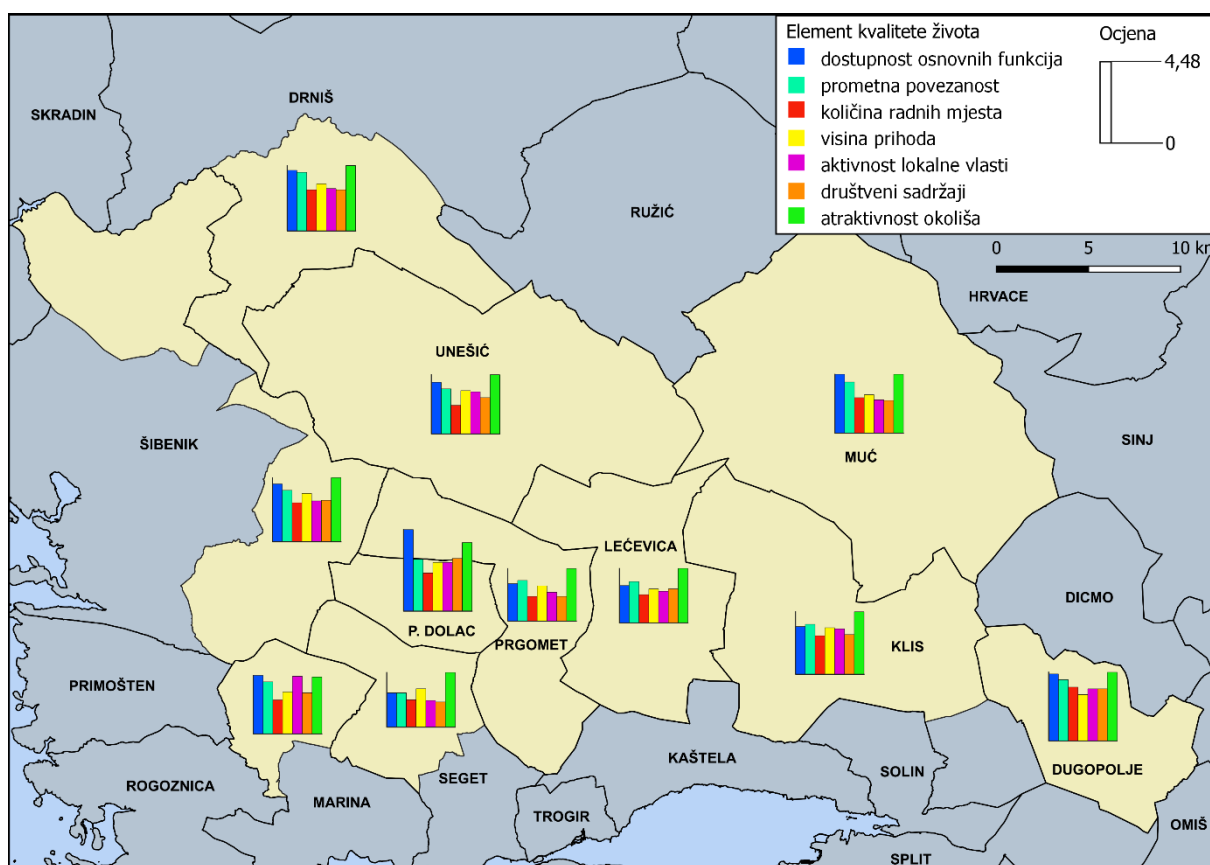 Element kvalitete života
Ocjena
dostupnost osnovnih funkcija
4,48
prometna povezanost
količina radnih mjesta
visina prihoda
0
aktivnost lokalne vlasti
društveni sadržaji
atraktivnost okoliša
0 5 10 km
SKRADIN
DRNIŠ
RUŽIĆ
HRVACE
UNEŠIĆ
ŠIBENIK
MUĆ
SINJ
LEĆEVICA
DICMO
P. DOLAC
PRGOMET
KLIS
PRIMOŠTEN
KAŠTELA
SOLIN
DUGOPOLJE
ROGOZNICA
MARINA
SEGET
TROGIR
OMIŠ
SPLIT